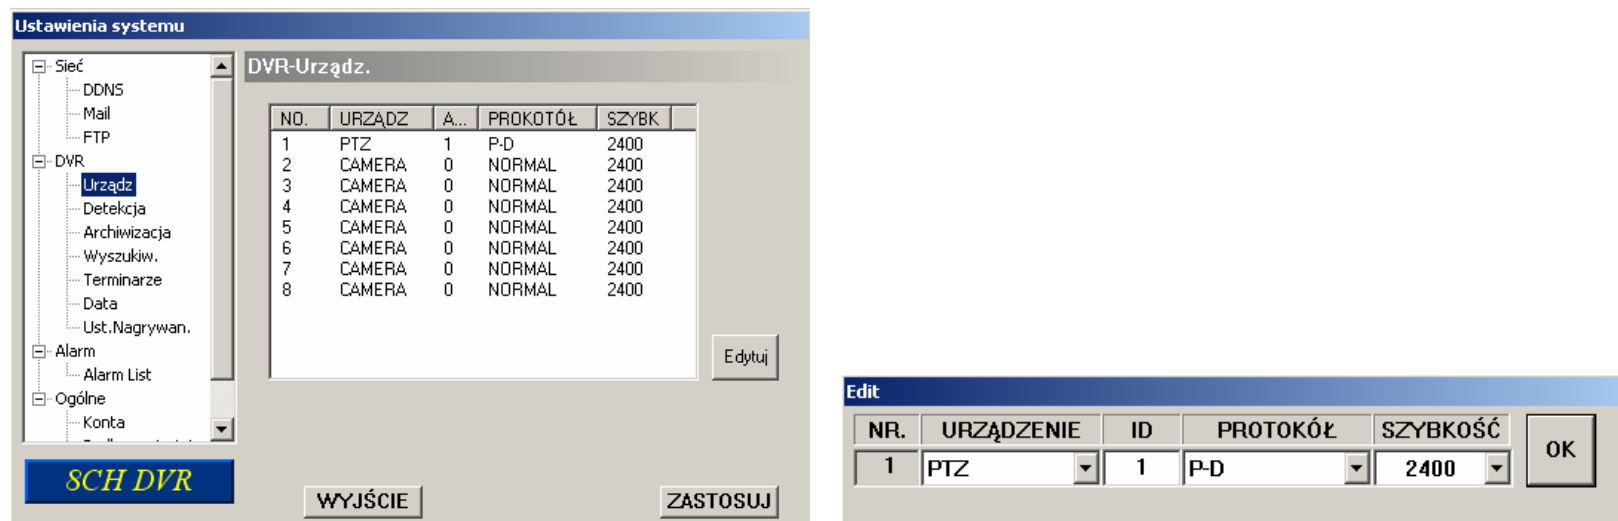 Ustawienia systemu
Sieć
DDNS
Mail
FTP
DVR
Urządz
Detekcja
Archiwizacja
Wyszukiw.
Terminarze
Data
Ust.Nagrywan.
Alarm
Alarm List
Ogólne
Konta
8CH DVR
DVR-Urządz.
NO. URZĄDZ A... PROKOTÓŁ SZYBK
1 PTZ 1 P-D 2400
2 CAMERA 0 NORMAL 2400
3 CAMERA 0 NORMAL 2400
4 CAMERA 0 NORMAL 2400
5 CAMERA 0 NORMAL 2400
6 CAMERA 0 NORMAL 2400
7 CAMERA 0 NORMAL 2400
8 CAMERA 0 NORMAL 2400
Edytuj
WYJŚCIE ZASTOSUJ
Edit
NR. URZĄDZENIE ID PROTOKÓŁ SZYBKOŚĆ
1 PTZ 1 P-D 2400
OK